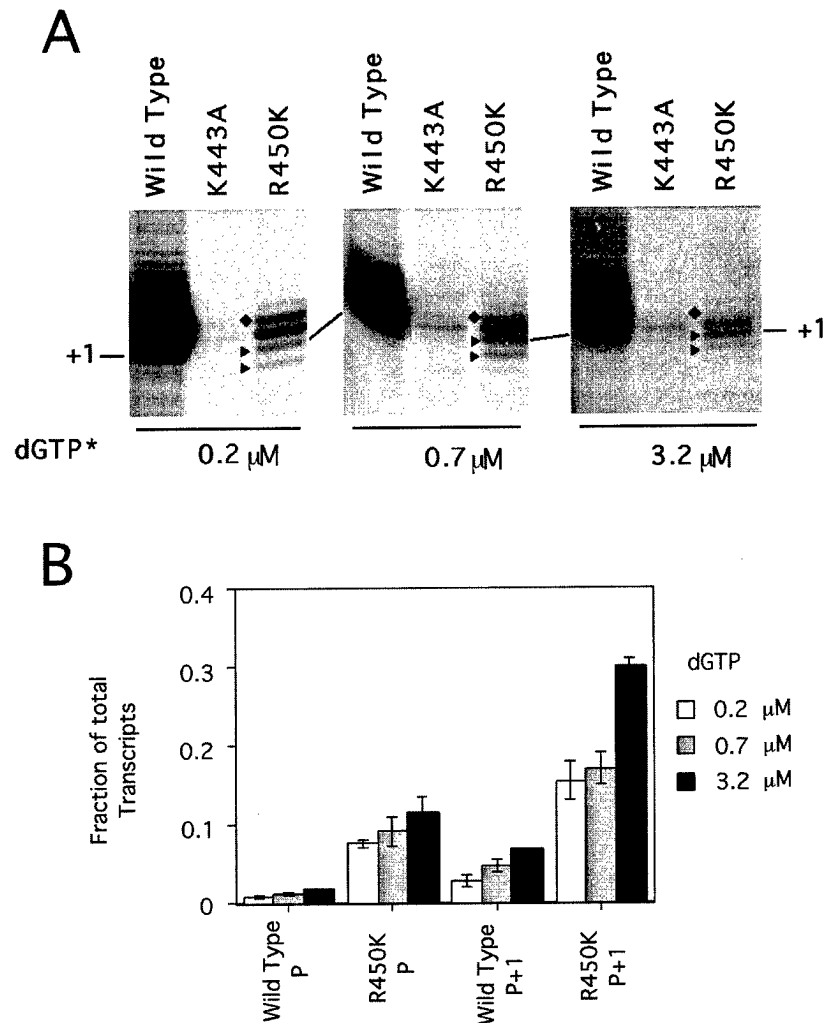 A
Wild Type K443A R450K Wild Type K443A R450K Wild Type K443A R450K
+1 +1
dGTP* 0.2 µM 0.7 µM 3.2 µM
B
0.4
0.3
0.2
0.1
0
Fraction of total
Transcripts
dGTP
0.2 µM
0.7 µM
3.2 µM
Wild Type
P
R450K
P
Wild Type
P+1
R450K
P+1